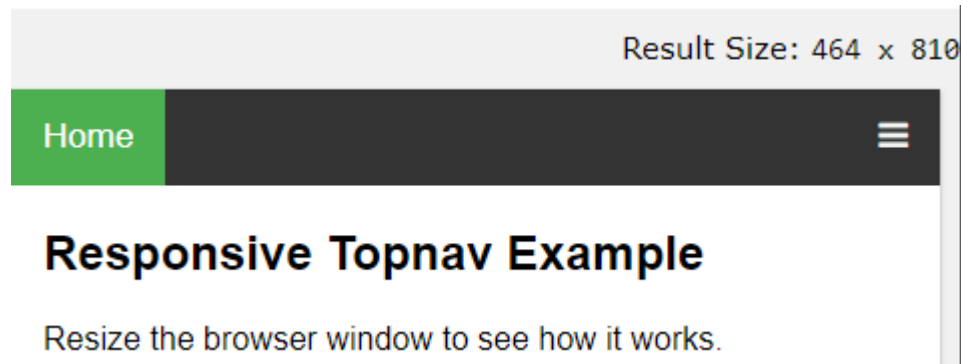 Result Size: 464 x 810
Home
Responsive Topnav Example
Resize the browser window to see how it works.